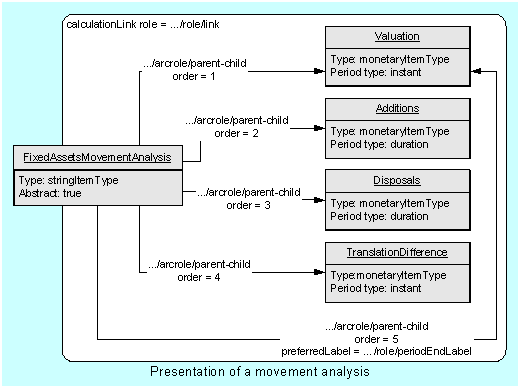 calculationLink role = .../role/link
Valuation
Type: monetaryItemType
Period type: instant
.../arcrole/parent-child
order = 1
Additions
Type: monetaryItemType
Period type: duration
.../arcrole/parent-child
order = 2
FixedAssetsMovementAnalysis
Type: stringItemType
Abstract: true
Disposals
Type: monetaryItemType
Period type: duration
.../arcrole/parent-child
order = 3
TranslationDifference
Type:monetaryItemType
Period type: instant
.../arcrole/parent-child
order = 4
.../arcrole/parent-child
order = 5
preferredLabel = .../role/periodEndLabel
Presentation of a movement analysis